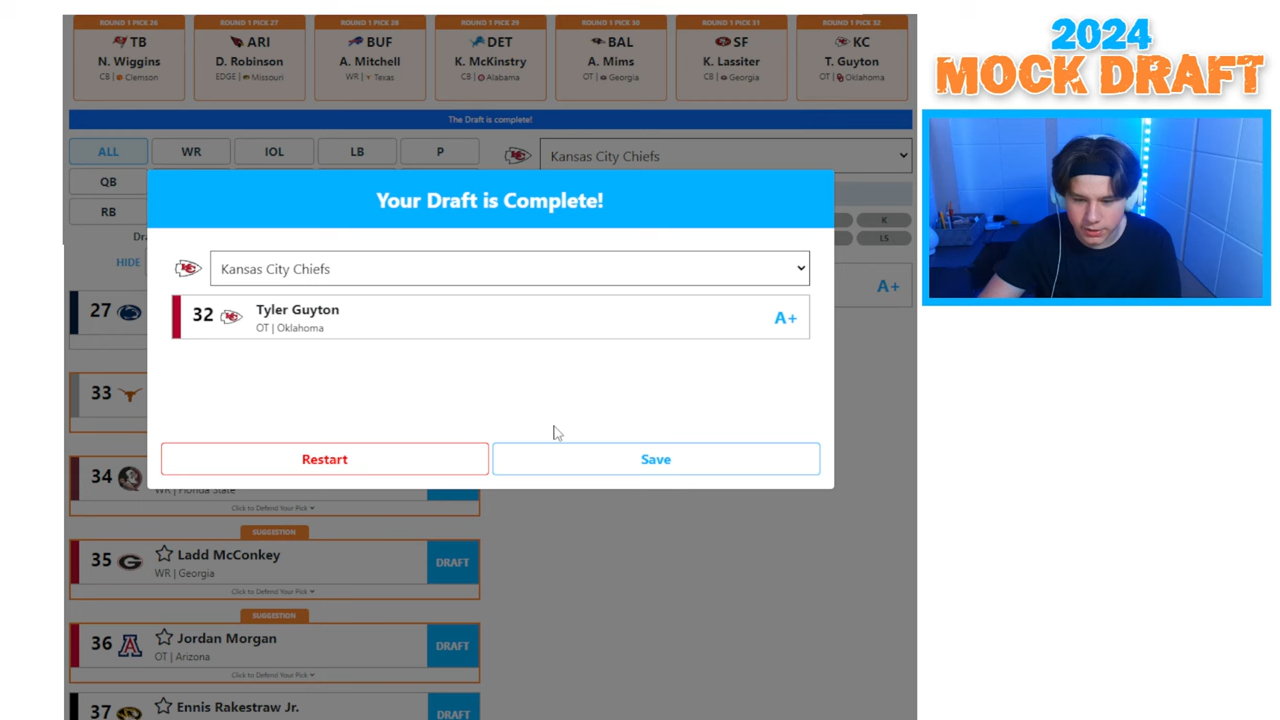 ROUND 1 PICK 26
TB
N. Wiggins
CB | Clemson
ROUND 1 PICK 27
ARI
D. Robinson
EDGE | Missouri
ROUND 1 PICK 28
BUF
A. Mitchell
WR | Texas
ROUND 1 PICK 29
DET
K. McKinstry
CB | Alabama
ROUND 1 PICK 30
BAL
A. Mims
OT | Georgia
ROUND 1 PICK 31
SF
K. Lassiter
CB | Georgia
ROUND 1 PICK 32
KC
T. Guyton
OT | Oklahoma
2024
MOCK DRAFT
The Draft is complete!
ALL
WR
IOL
LB
P
Kansas City Chiefs
QB
RB
K
LS
HIDE
A+
Your Draft is Complete!
Kansas City Chiefs
32
Tyler Guyton
OT | Oklahoma
A+
Restart
Save
27
33
34
WR | Florida State
Click to Defend Your Pick
SUGGESTION
35
Ladd McConkey
WR | Georgia
DRAFT
Click to Defend Your Pick
SUGGESTION
36
Jordan Morgan
OT | Arizona
DRAFT
Click to Defend Your Pick
37
Ennis Rakestraw Jr.
DRAFT